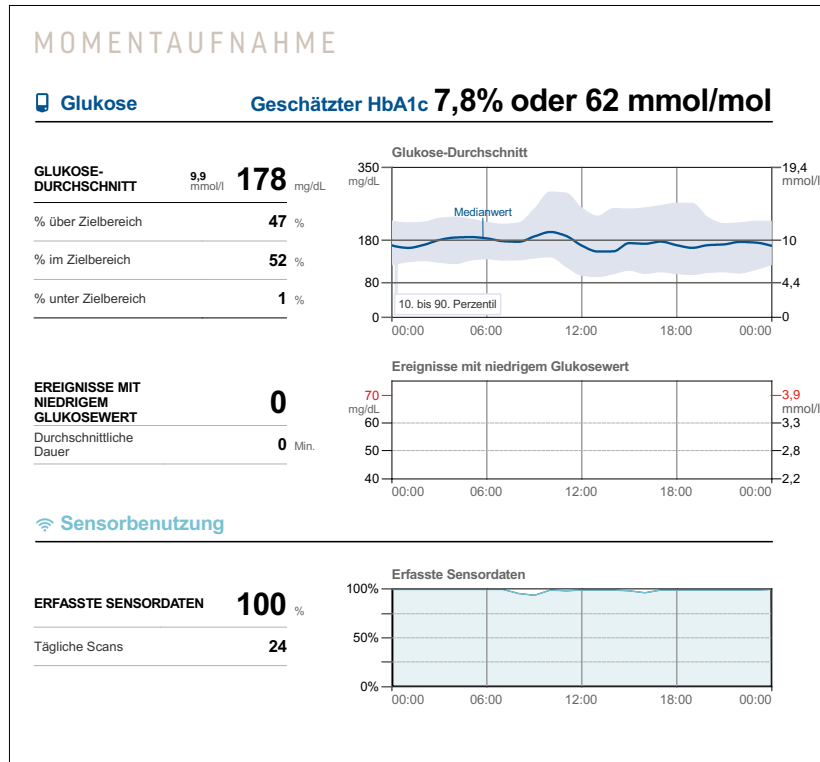 MOMENTAUFNAHME
Glukose
Geschätzter HbA1c 7,8% oder 62 mmol/mol
GLUKOSE-
DURCHSCHNITT
9,9
mmol/l
178 mg/dL
% über Zielbereich 47 %
% im Zielbereich 52 %
% unter Zielbereich 1 %
Glukose-Durchschnitt
350
mg/dL
180
80
0
Medianwert
10. bis 90. Perzentil
19,4
mmol/l
10
4,4
0
00:00 06:00 12:00 18:00 00:00
EREIGNISSE MIT
NIEDRIGEM
GLUKOSEWERT
0
Durchschnittliche
Dauer
0 Min.
Ereignisse mit niedrigem Glukosewert
70
mg/dL
60
50
40
3,9
mmol/l
3,3
2,8
2,2
00:00 06:00 12:00 18:00 00:00
Sensorbenutzung
ERFASSTE SENSORDATEN 100 %
Tägliche Scans 24
Erfasste Sensordaten
100%
50%
0%
00:00 06:00 12:00 18:00 00:00